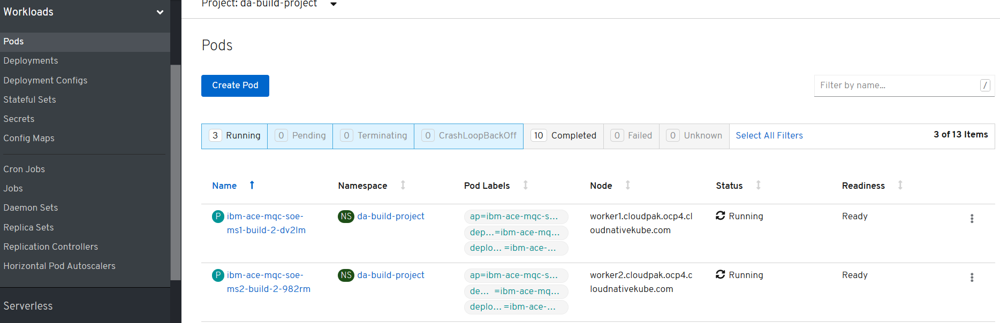 Project: da-build-project
Workloads
Pods
Deployments
Deployment Configs
Stateful Sets
Secrets
Config Maps
Cron Jobs
Jobs
Daemon Sets
Replica Sets
Replication Controllers
Horizontal Pod Autoscalers
Serverless
Pods
Create Pod
Filter by name...
/
3 Running
0 Pending
0 Terminating
0 CrashLoopBackOff
10 Completed
0 Failed
0 Unknown
Select All Filters
3 of 13 Items
Name
Namespace
Pod Labels
Node
Status
Readiness
P ibm-ace-mqc-soe-
ms1-build-2-dv2lm
NS da-build-project
ap=ibm-ace-mqc-s...
dep...=ibm-ace-mq...
deplo... =ibm-ace-...
worker1.cloudpak.ocp4.cl
oudnativekube.com
Running
Ready
P ibm-ace-mqc-soe-
ms2-build-2-982rm
NS da-build-project
ap=ibm-ace-mqc-s...
de... =ibm-ace-mq...
deplo... =ibm-ace-...
worker2.cloudpak.ocp4.c
loudnativekube.com
Running
Ready